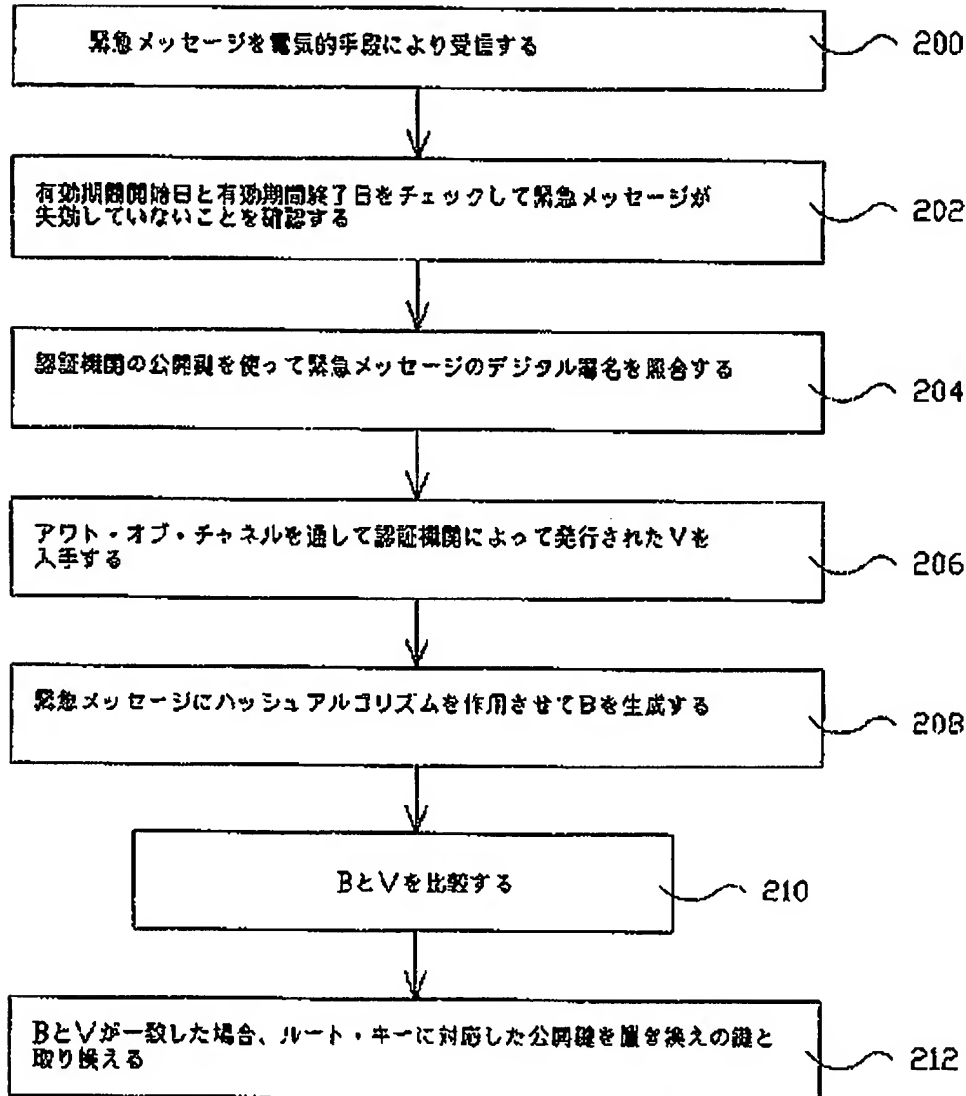 緊急メッセージを電気的手段により受信する
200
有効期間開始日と有効期間終了日をチェックして緊急メッセージが
失効していないことを確認する
202
認証機関の公開鍵を使って緊急メッセージのデジタル署名を照合する
204
アウト・オブ・チャネルを通して認証機関によって発行されたVを
入手する
206
緊急メッセージにハッシュアルゴリズムを作用させてBを生成する
208
BとVを比較する
210
BとVが一致した場合、ルート・キーに対応した公開鍵を置き換えの鍵と
取り換える
212